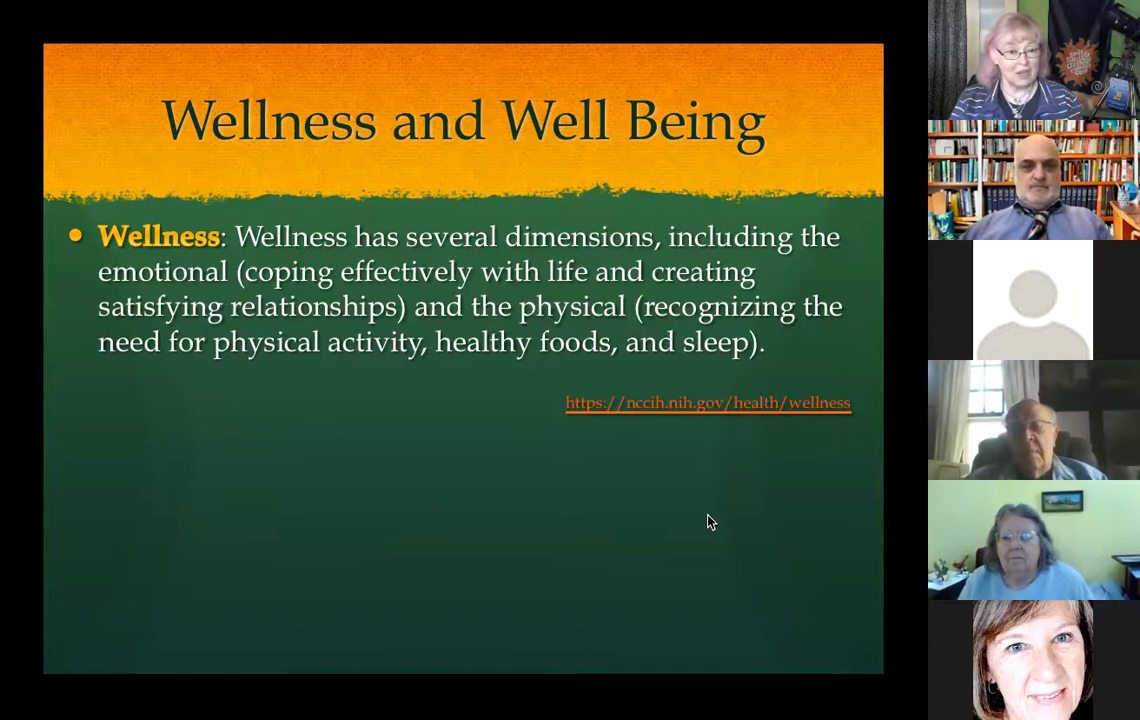 Wellness and Well Being
Wellness: Wellness has several dimensions, including the
emotional (coping effectively with life and creating
satisfying relationships) and the physical (recognizing the
need for physical activity, healthy foods, and sleep).
https://nccih.nih.gov/health/wellness